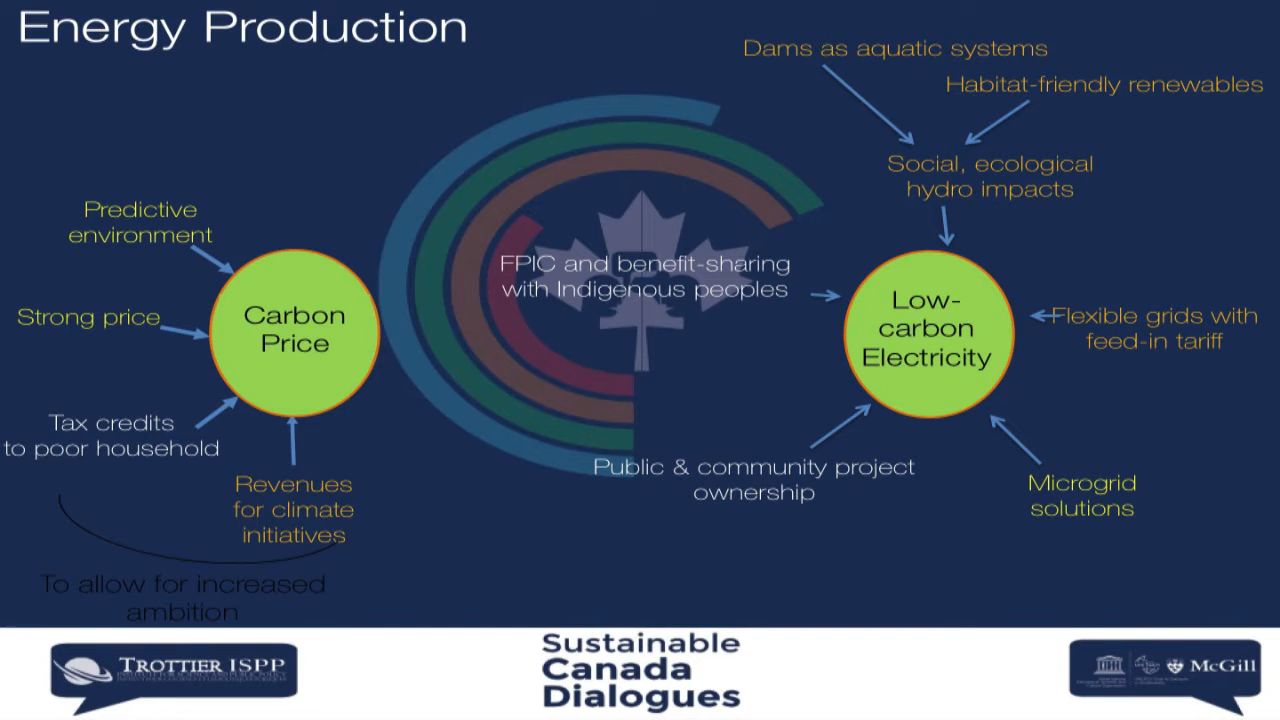 Energy Production
Dams as aquatic systems
Habitat-friendly renewables
Social, ecological
hydro impacts
Predictive
environment
Strong price
Carbon
Price
Tax credits
to poor household
Revenues
for climate
initiatives
To allow for increased
ambition
FPIC and benefit-sharing
with Indigenous peoples
Low-
carbon
Electricity
Flexible grids with
feed-in tariff
Public & community project
ownership
Microgrid
solutions
TROTTIER ISPP
Sustainable
Canada
Dialogues
McGill